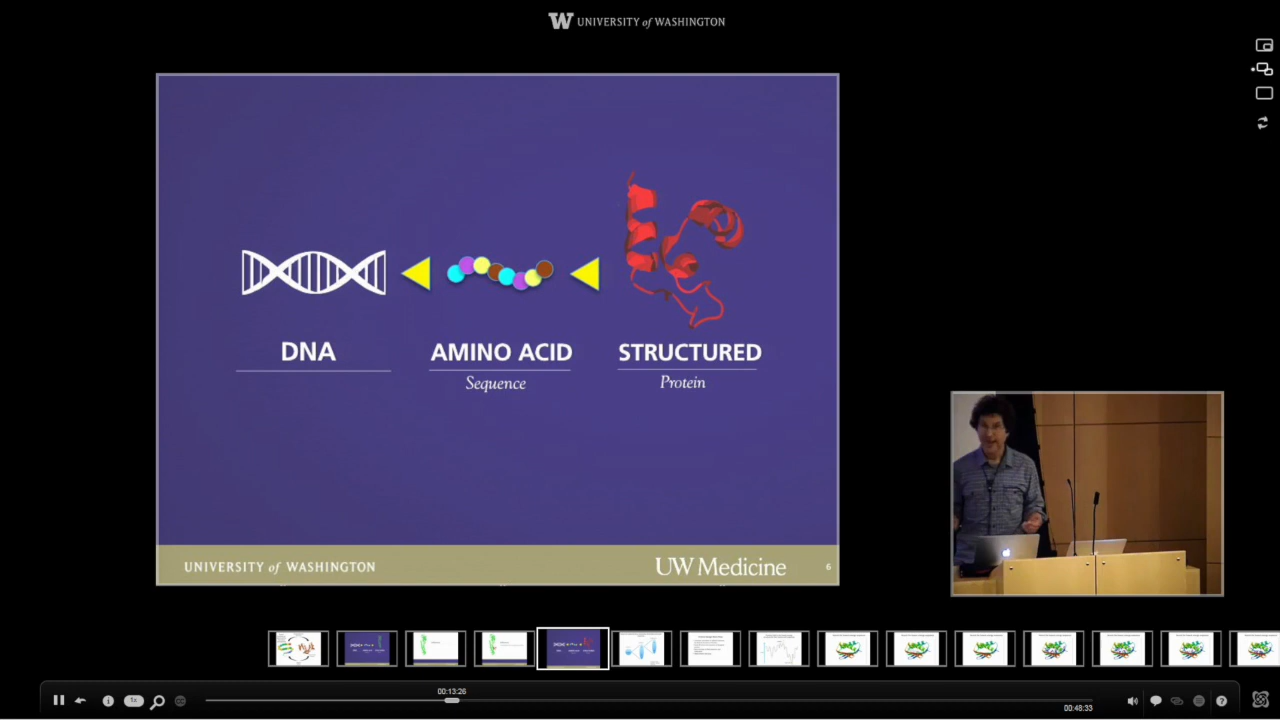 W UNIVERSITY of WASHINGTON
DNA
AMINO ACID
Sequence
STRUCTURED
Protein
UNIVERSITY of WASHINGTON
UW Medicine
6
1x
00:13:26
00:48:33